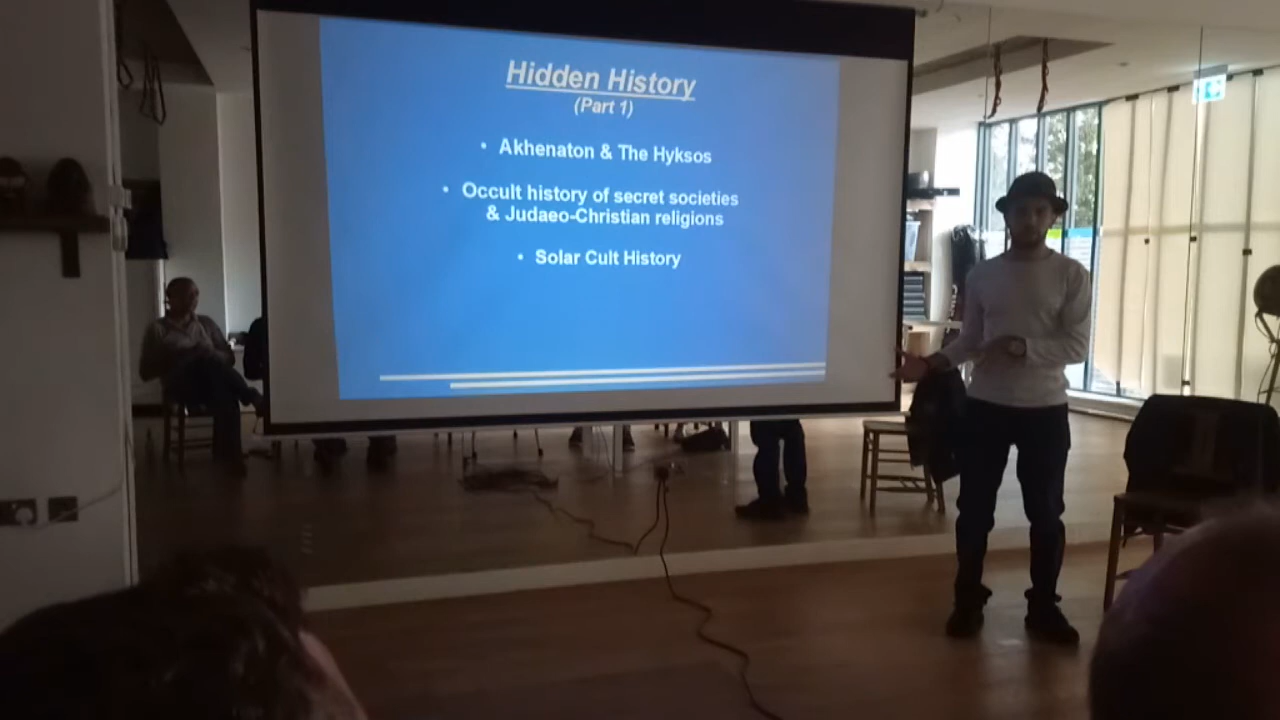 Hidden History
(Part 1)
• Akhenaton & The Hyksos
• Occult history of secret societies
& Judaeo-Christian religions
• Solar Cult History